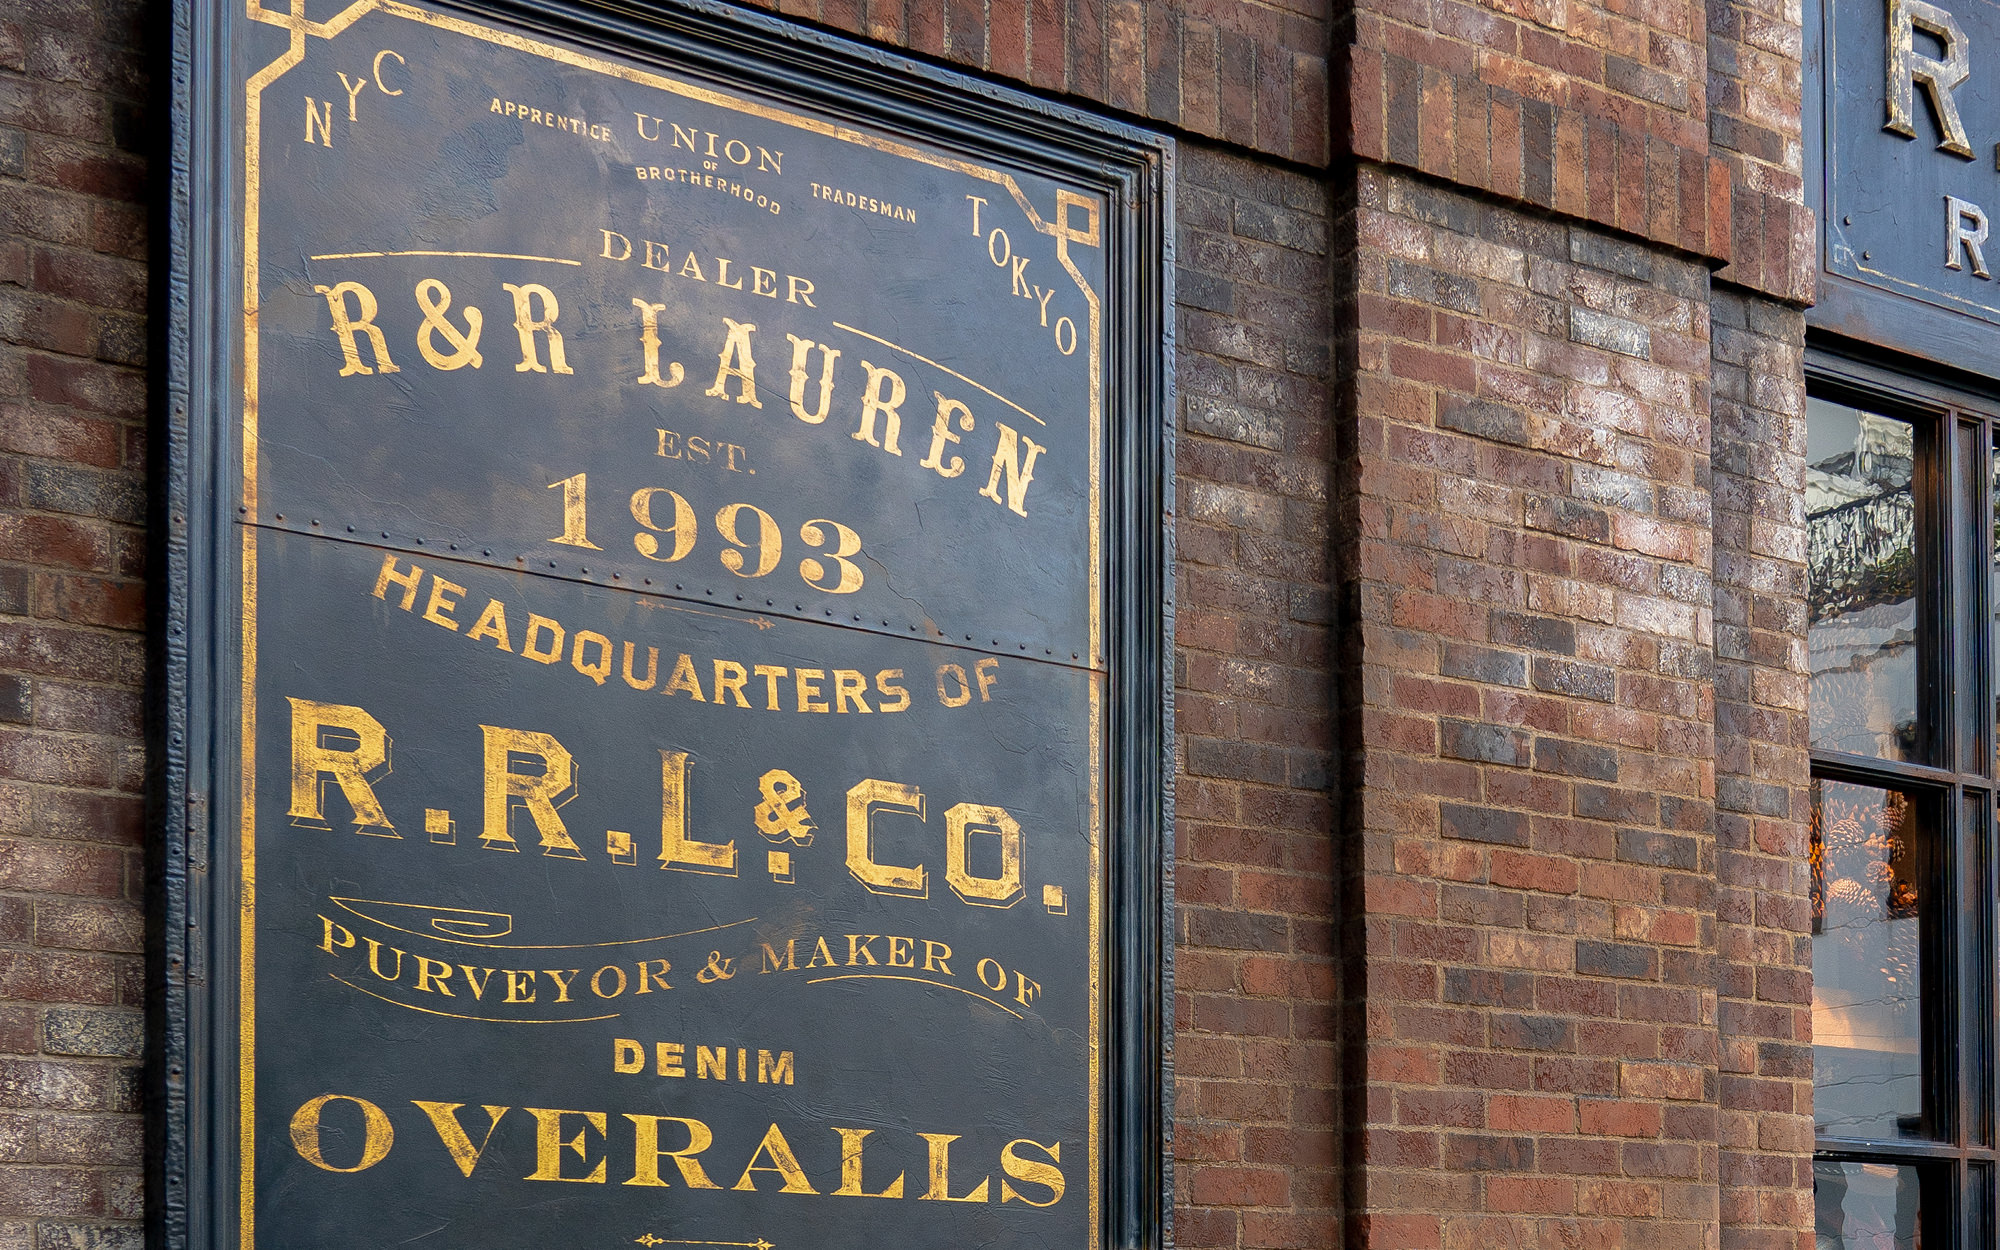 NYC
APPRENTICE UNION OF BROTHERHOOD TRADESMAN
TOKYO
DEALER
R&R LAUREN
EST.
1993
HEADQUARTERS OF
R.R.L. & CO.
PURVEYOR & MAKER OF
DENIM
OVERALLS
R
R